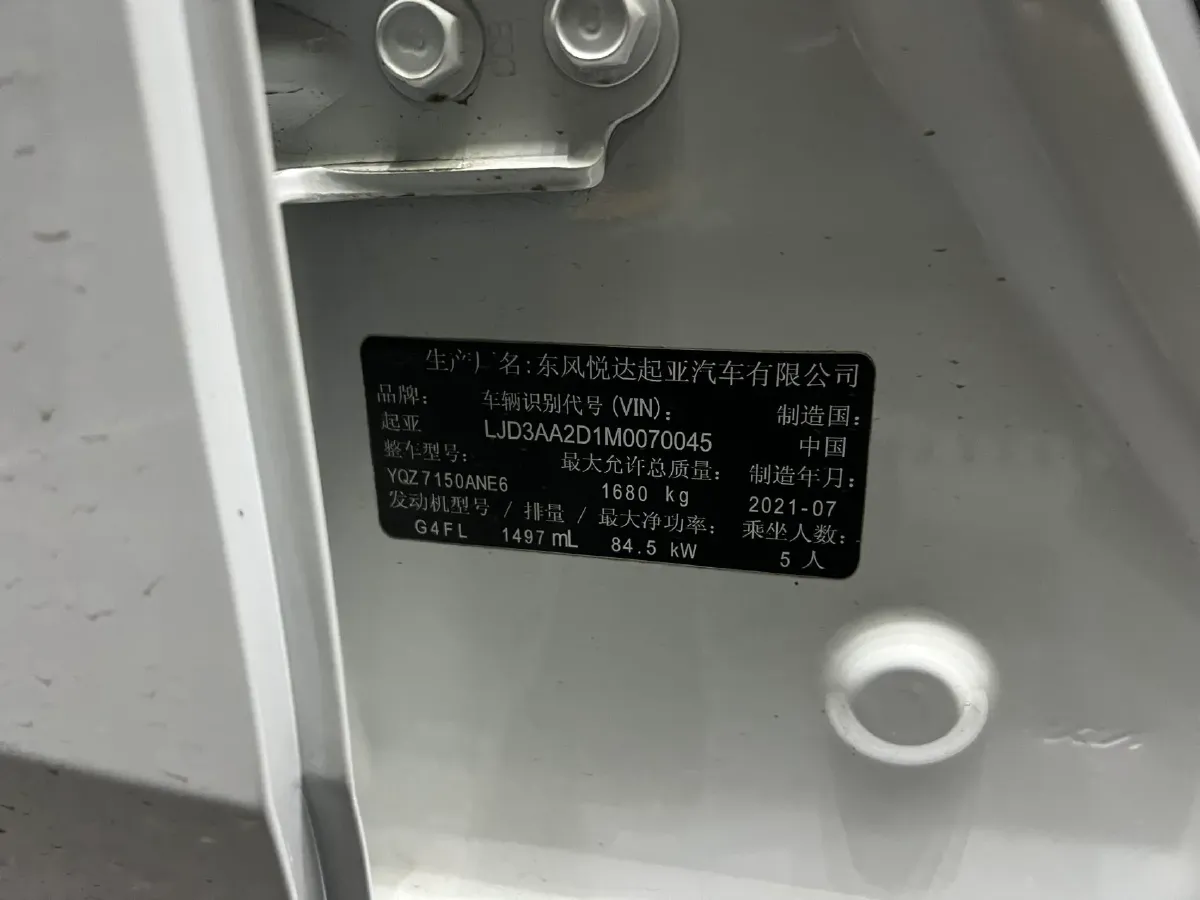 生产厂名:东风悦达起亚汽车有限公司
品牌: 车辆识别代号(VIN): 制造国:
起亚 LJD3AA2D1M0070045 中国
整车型号: 最大允许总质量: 制造年月:
YQZ7150ANE6 1680 kg 2021-07
发动机型号 / 排量 / 最大净功率: 乘坐人数:
G4FL 1497 mL 84.5 kW 5 人